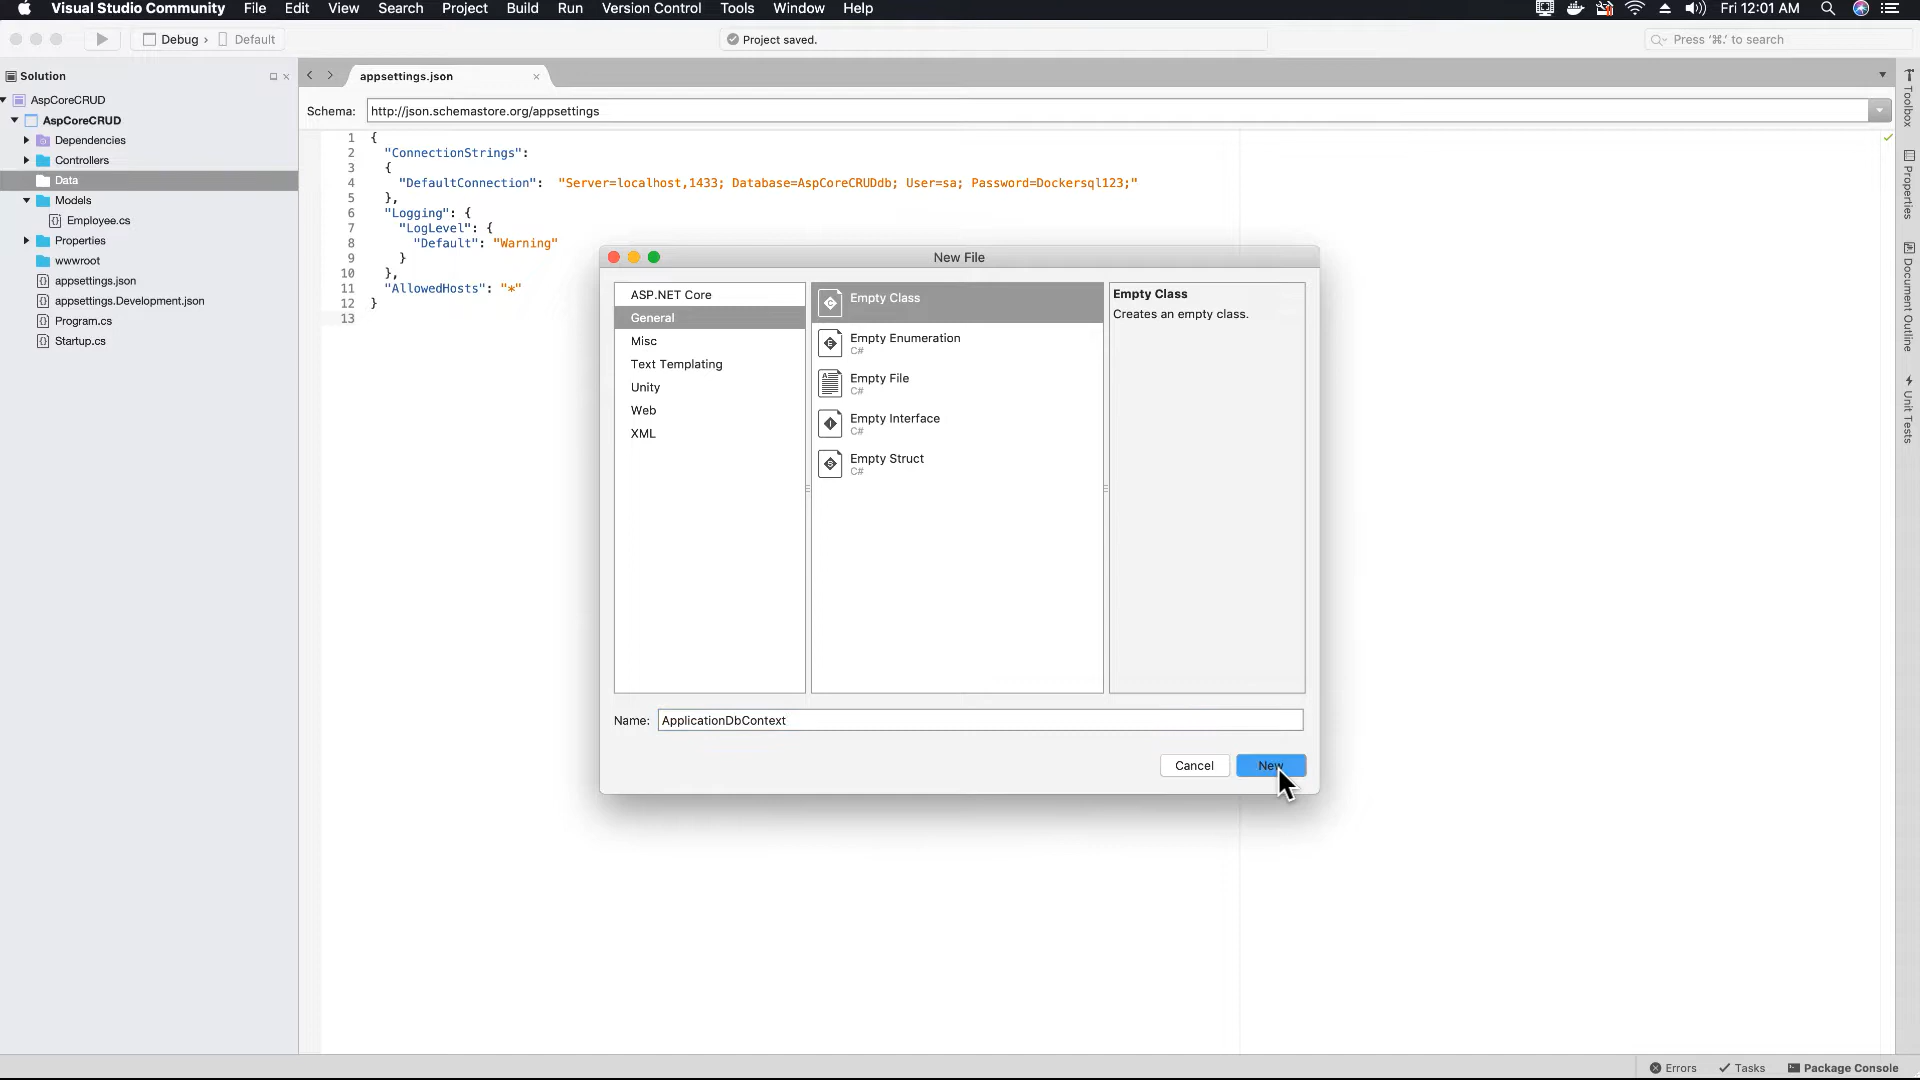 Visual Studio Community File Edit View Search Project Build Run Version Control Tools Window Help Fri 12:01 AM
Debug › Default
Project saved.
Press '⌘.' to search
Solution
AspCoreCRUD
AspCoreCRUD
Dependencies
Controllers
Data
Models
Employee.cs
Properties
wwwroot
appsettings.json
appsettings.Development.json
Program.cs
Startup.cs
appsettings.json
Schema: http://json.schemastore.org/appsettings
1 {
2 "ConnectionStrings":
3 {
4 "DefaultConnection": "Server=localhost,1433; Database=AspCoreCRUDdb; User=sa; Password=Dockersql123;"
5 },
6 "Logging": {
7 "LogLevel": {
8 "Default": "Warning"
9 }
10 },
11 "AllowedHosts": "*"
12 }
13
New File
ASP.NET Core
General
Misc
Text Templating
Unity
Web
XML
Empty Class
Empty Enumeration
C#
Empty File
C#
Empty Interface
C#
Empty Struct
C#
Empty Class
Creates an empty class.
Name: ApplicationDbContext
Cancel New
Toolbox
Properties
Document Outline
Unit Tests
Errors Tasks Package Console